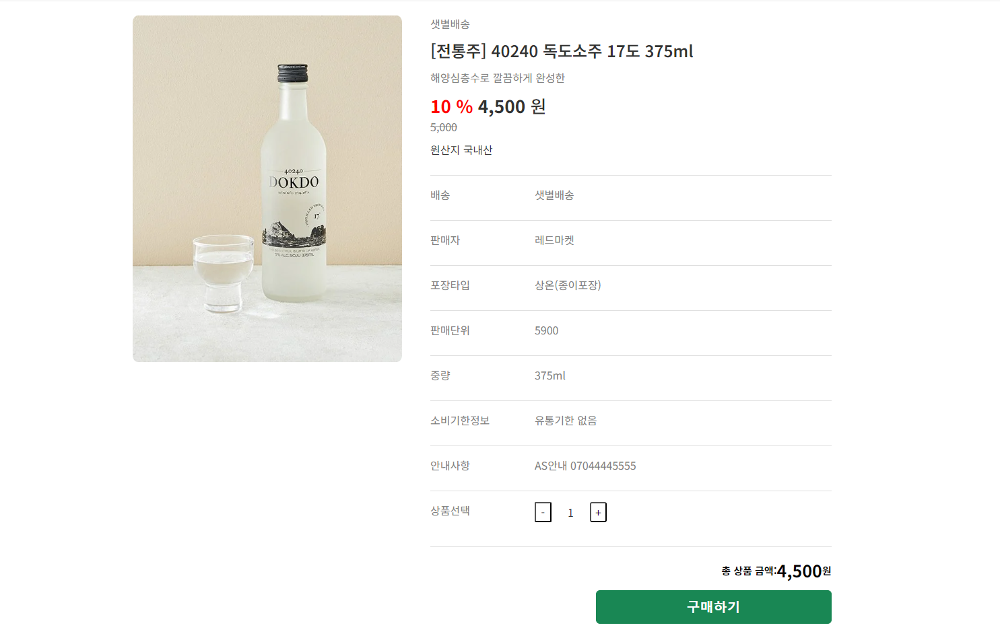 샛별배송
[전통주] 40240 독도소주 17도 375ml
해양심층수로 깔끔하게 완성한
10 % 4,500 원
5,000
원산지 국내산
배송 샛별배송
판매자 레드마켓
포장타입 상온(종이포장)
판매단위 5900
중량 375ml
소비기한정보 유통기한 없음
안내사항 AS안내 07044445555
상품선택 - 1 +
총 상품 금액:4,500원
구매하기
40240
DOKDO
17
17% ALC. SOJU 375ML